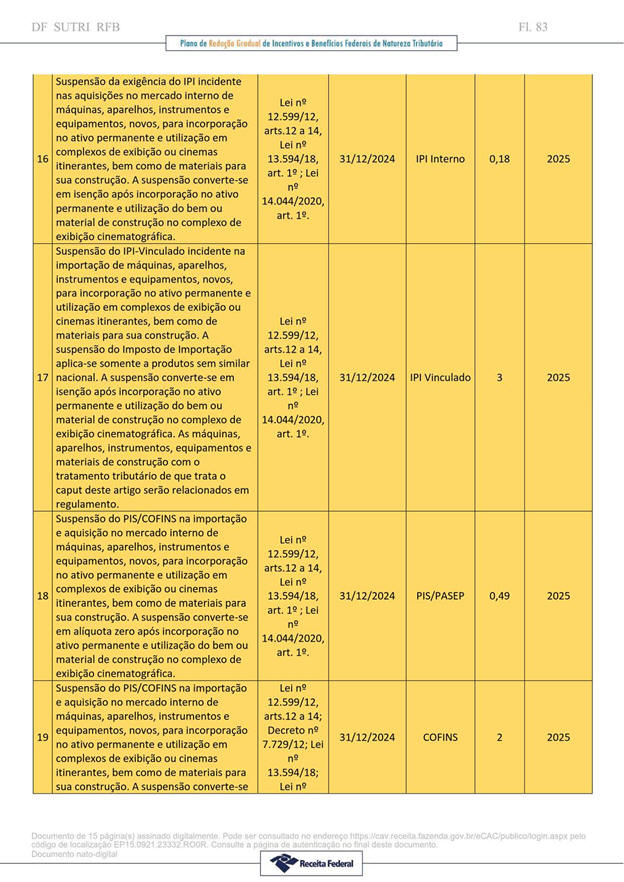 DF SUTRI RFB
Fl. 83
Plano de Redução Gradual de Incentivos e Benefícios Federais de Natureza Tributária
16
Suspensão da exigência do IPI incidente
nas aquisições no mercado interno de
máquinas, aparelhos, instrumentos e
equipamentos, novos, para incorporação
no ativo permanente e utilização em
complexos de exibição ou cinemas
itinerantes, bem como de materiais para
sua construção. A suspensão converte-se
em isenção após incorporação no ativo
permanente e utilização do bem ou
material de construção no complexo de
exibição cinematográfica.
Lei nº
12.599/12,
arts.12 a 14,
Lei nº
13.594/18,
art. 1º ; Lei
nº
14.044/2020,
art. 1º.
31/12/2024
IPI Interno
0,18
2025
17
Suspensão do IPI-Vinculado incidente na
importação de máquinas, aparelhos,
instrumentos e equipamentos, novos,
para incorporação no ativo permanente e
utilização em complexos de exibição ou
cinemas itinerantes, bem como de
materiais para sua construção. A
suspensão do Imposto de Importação
aplica-se somente a produtos sem similar
nacional. A suspensão converte-se em
isenção após incorporação no ativo
permanente e utilização do bem ou
material de construção no complexo de
exibição cinematográfica. As máquinas,
aparelhos, instrumentos, equipamentos e
materiais de construção com o
tratamento tributário de que trata o
caput deste artigo serão relacionados em
regulamento.
Lei nº
12.599/12,
arts.12 a 14,
Lei nº
13.594/18,
art. 1º ; Lei
nº
14.044/2020,
art. 1º.
31/12/2024
IPI Vinculado
3
2025
18
Suspensão do PIS/COFINS na importação
e aquisição no mercado interno de
máquinas, aparelhos, instrumentos e
equipamentos, novos, para incorporação
no ativo permanente e utilização em
complexos de exibição ou cinemas
itinerantes, bem como de materiais para
sua construção. A suspensão converte-se
em alíquota zero após incorporação no
ativo permanente e utilização do bem ou
material de construção no complexo de
exibição cinematográfica.
Lei nº
12.599/12,
arts.12 a 14,
Lei nº
13.594/18,
art. 1º ; Lei
nº
14.044/2020,
art. 1º.
31/12/2024
PIS/PASEP
0,49
2025
19
Suspensão do PIS/COFINS na importação
e aquisição no mercado interno de
máquinas, aparelhos, instrumentos e
equipamentos, novos, para incorporação
no ativo permanente e utilização em
complexos de exibição ou cinemas
itinerantes, bem como de materiais para
sua construção. A suspensão converte-se
Lei nº
12.599/12,
arts.12 a 14;
Decreto nº
7.729/12; Lei
nº
13.594/18;
Lei nº
31/12/2024
COFINS
2
2025
Documento de 15 página(s) assinado digitalmente. Pode ser consultado no endereço https://cav.receita.fazenda.gov.br/eCAC/publico/login.aspx pelo
código de localização EP15.0921.23332.RO0R. Consulte a página de autenticação no final deste documento.
Documento nato-digital
Receita Federal